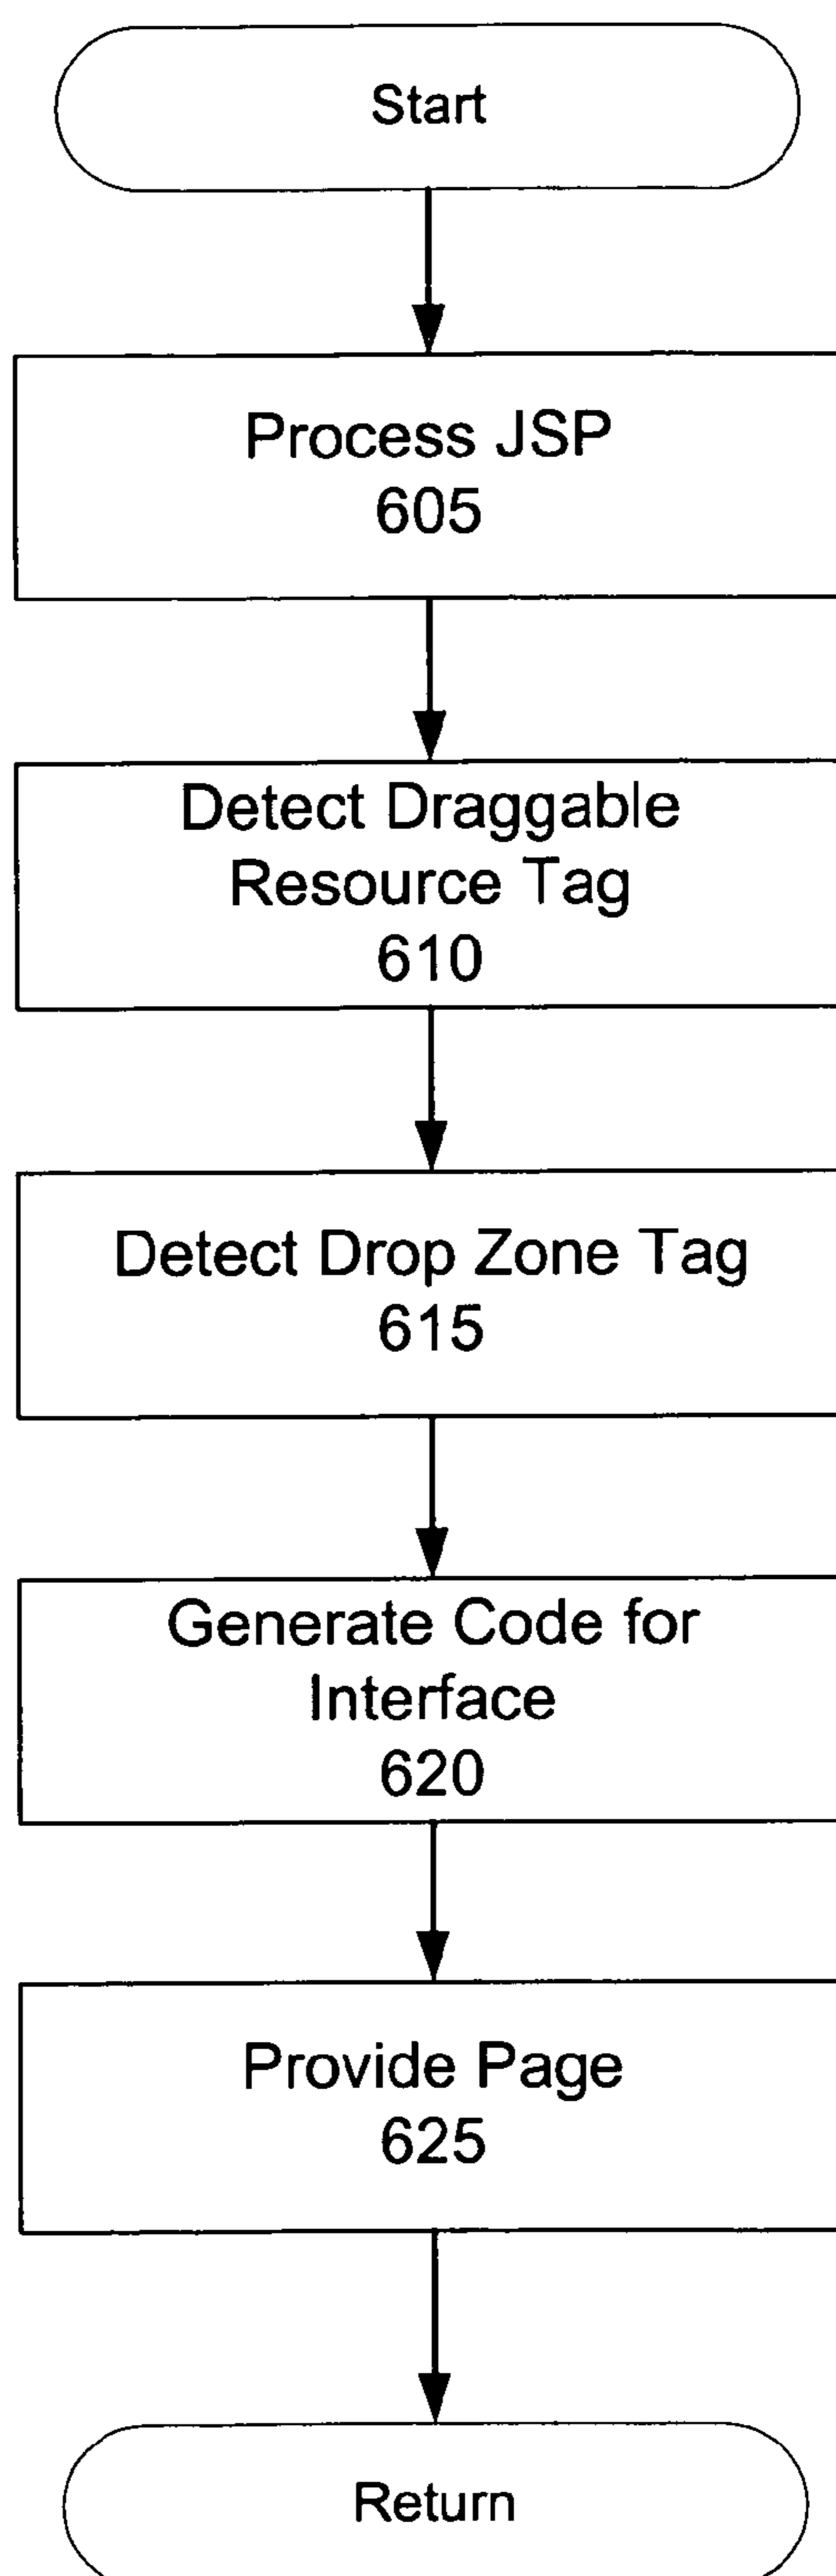 Start
Process JSP
605
Detect Draggable
Resource Tag
610
Detect Drop Zone Tag
615
Generate Code for
Interface
620
Provide Page
625
Return